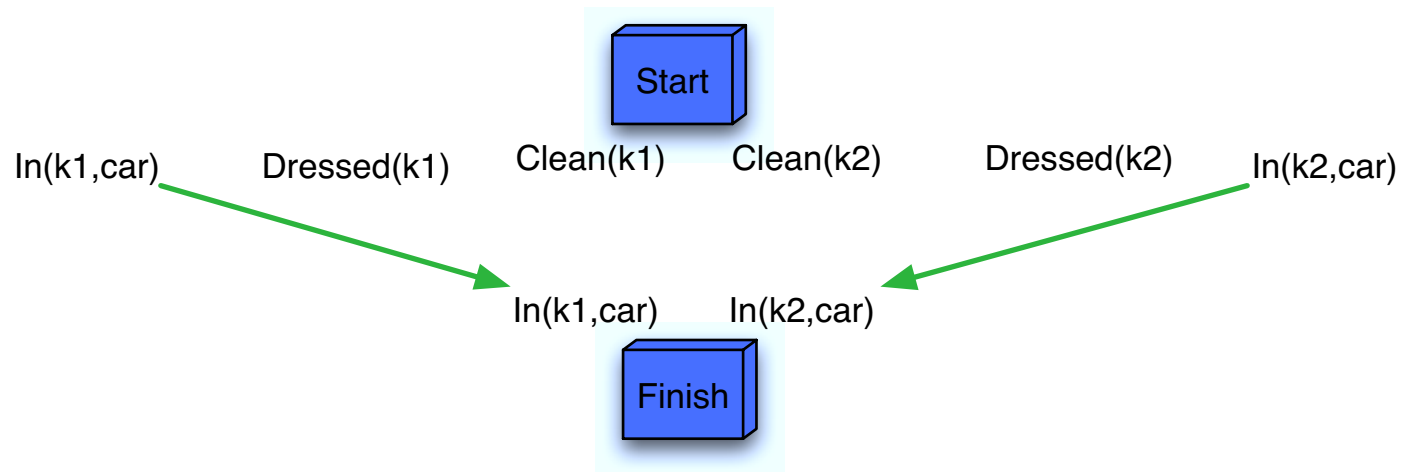 Start
In(k1,car) Dressed(k1) Clean(k1) Clean(k2) Dressed(k2) In(k2,car)
In(k1,car) In(k2,car)
Finish